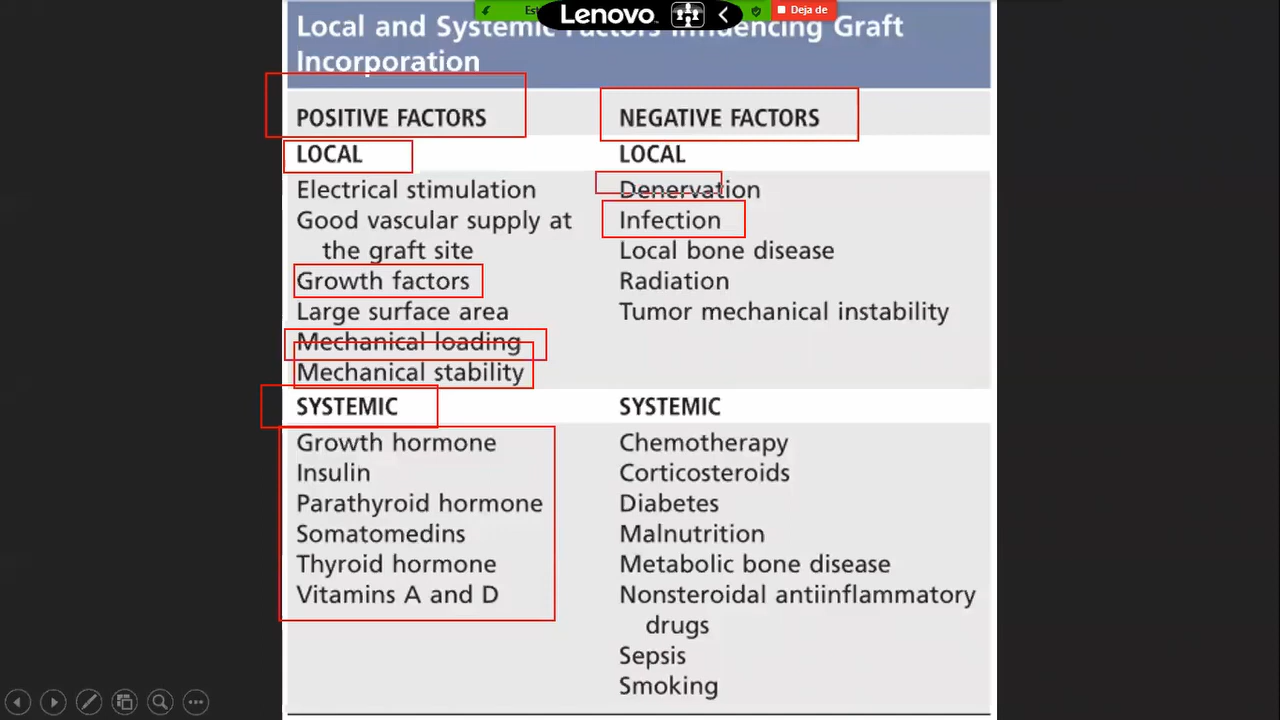 Lenovo
Deja de
Local and Systemic Factors Influencing Graft
Incorporation
POSITIVE FACTORS
NEGATIVE FACTORS
LOCAL
LOCAL
Electrical stimulation
Denervation
Good vascular supply at
Infection
the graft site
Local bone disease
Growth factors
Radiation
Large surface area
Tumor mechanical instability
Mechanical loading
Mechanical stability
SYSTEMIC
SYSTEMIC
Growth hormone
Chemotherapy
Insulin
Corticosteroids
Parathyroid hormone
Diabetes
Somatomedins
Malnutrition
Thyroid hormone
Metabolic bone disease
Vitamins A and D
Nonsteroidal antiinflammatory
drugs
Sepsis
Smoking